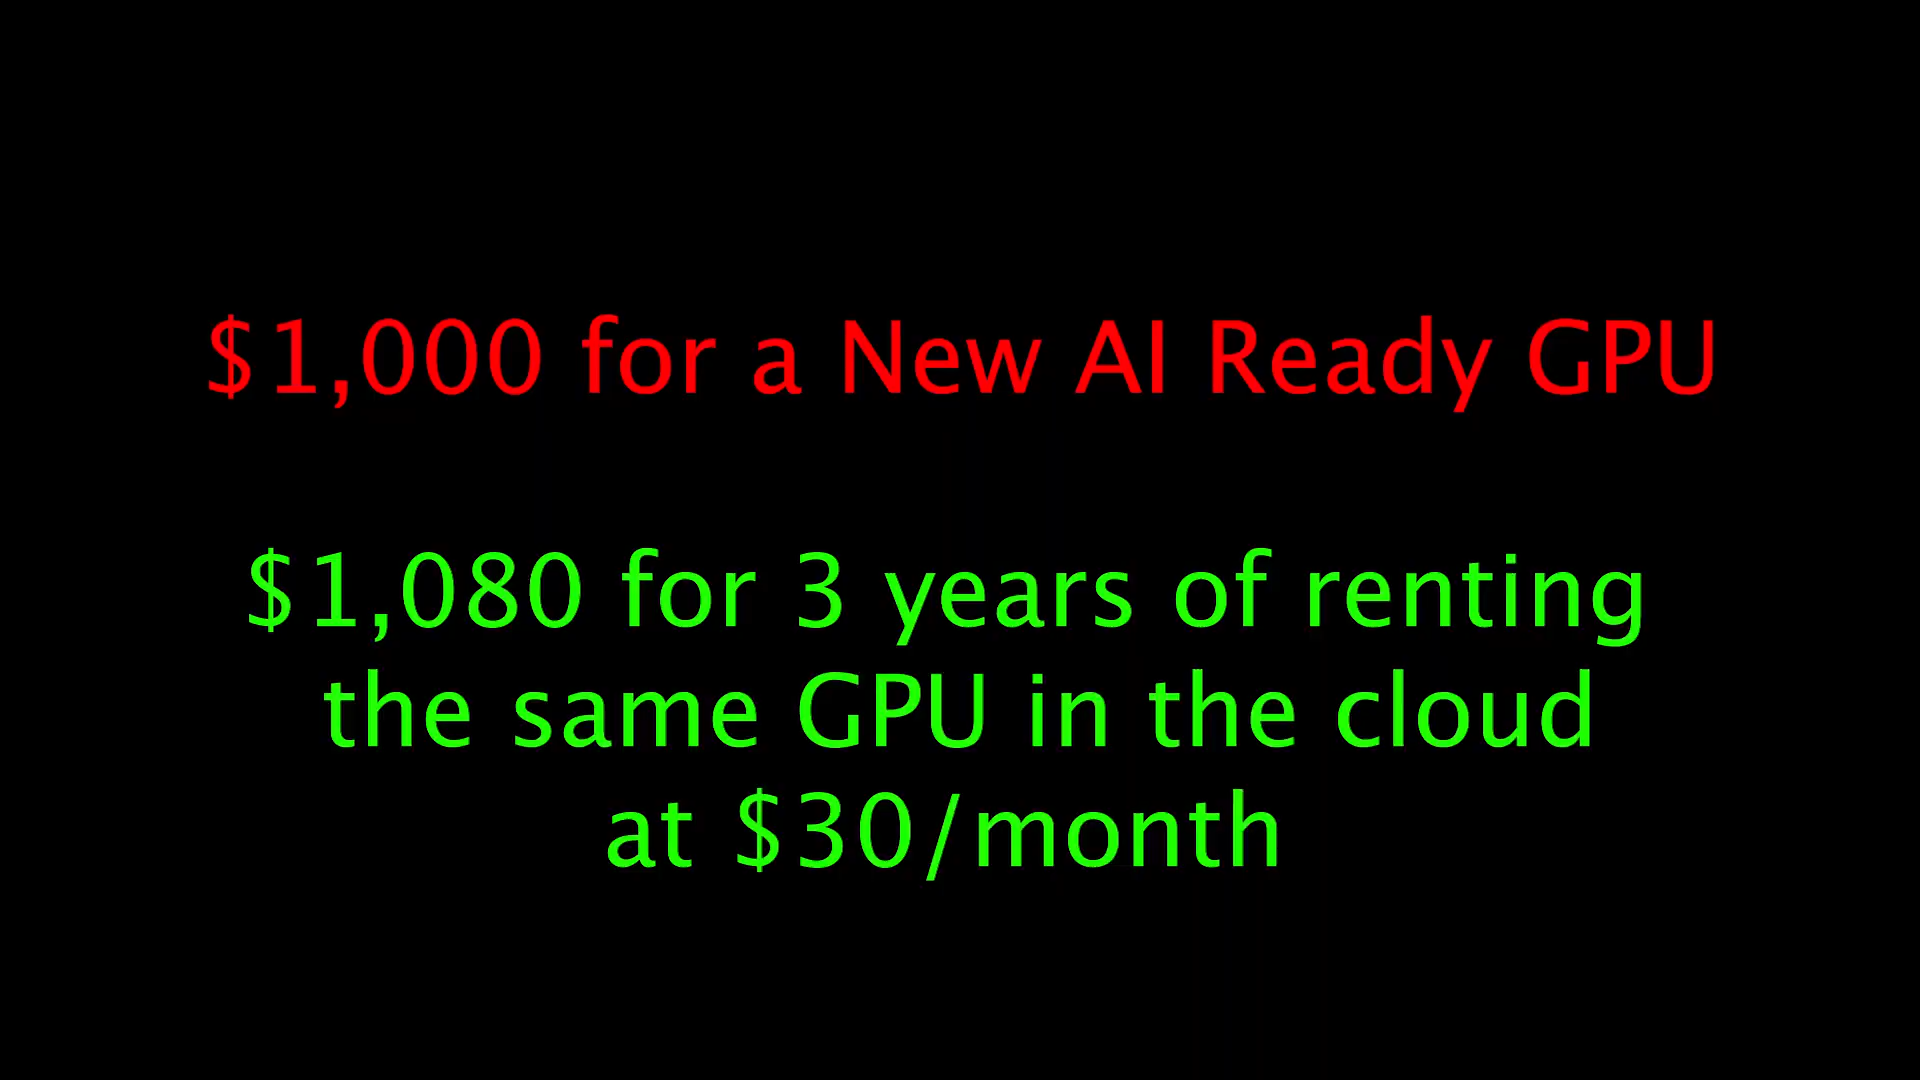 $1,000 for a New AI Ready GPU
$1,080 for 3 years of renting
the same GPU in the cloud
at $30/month